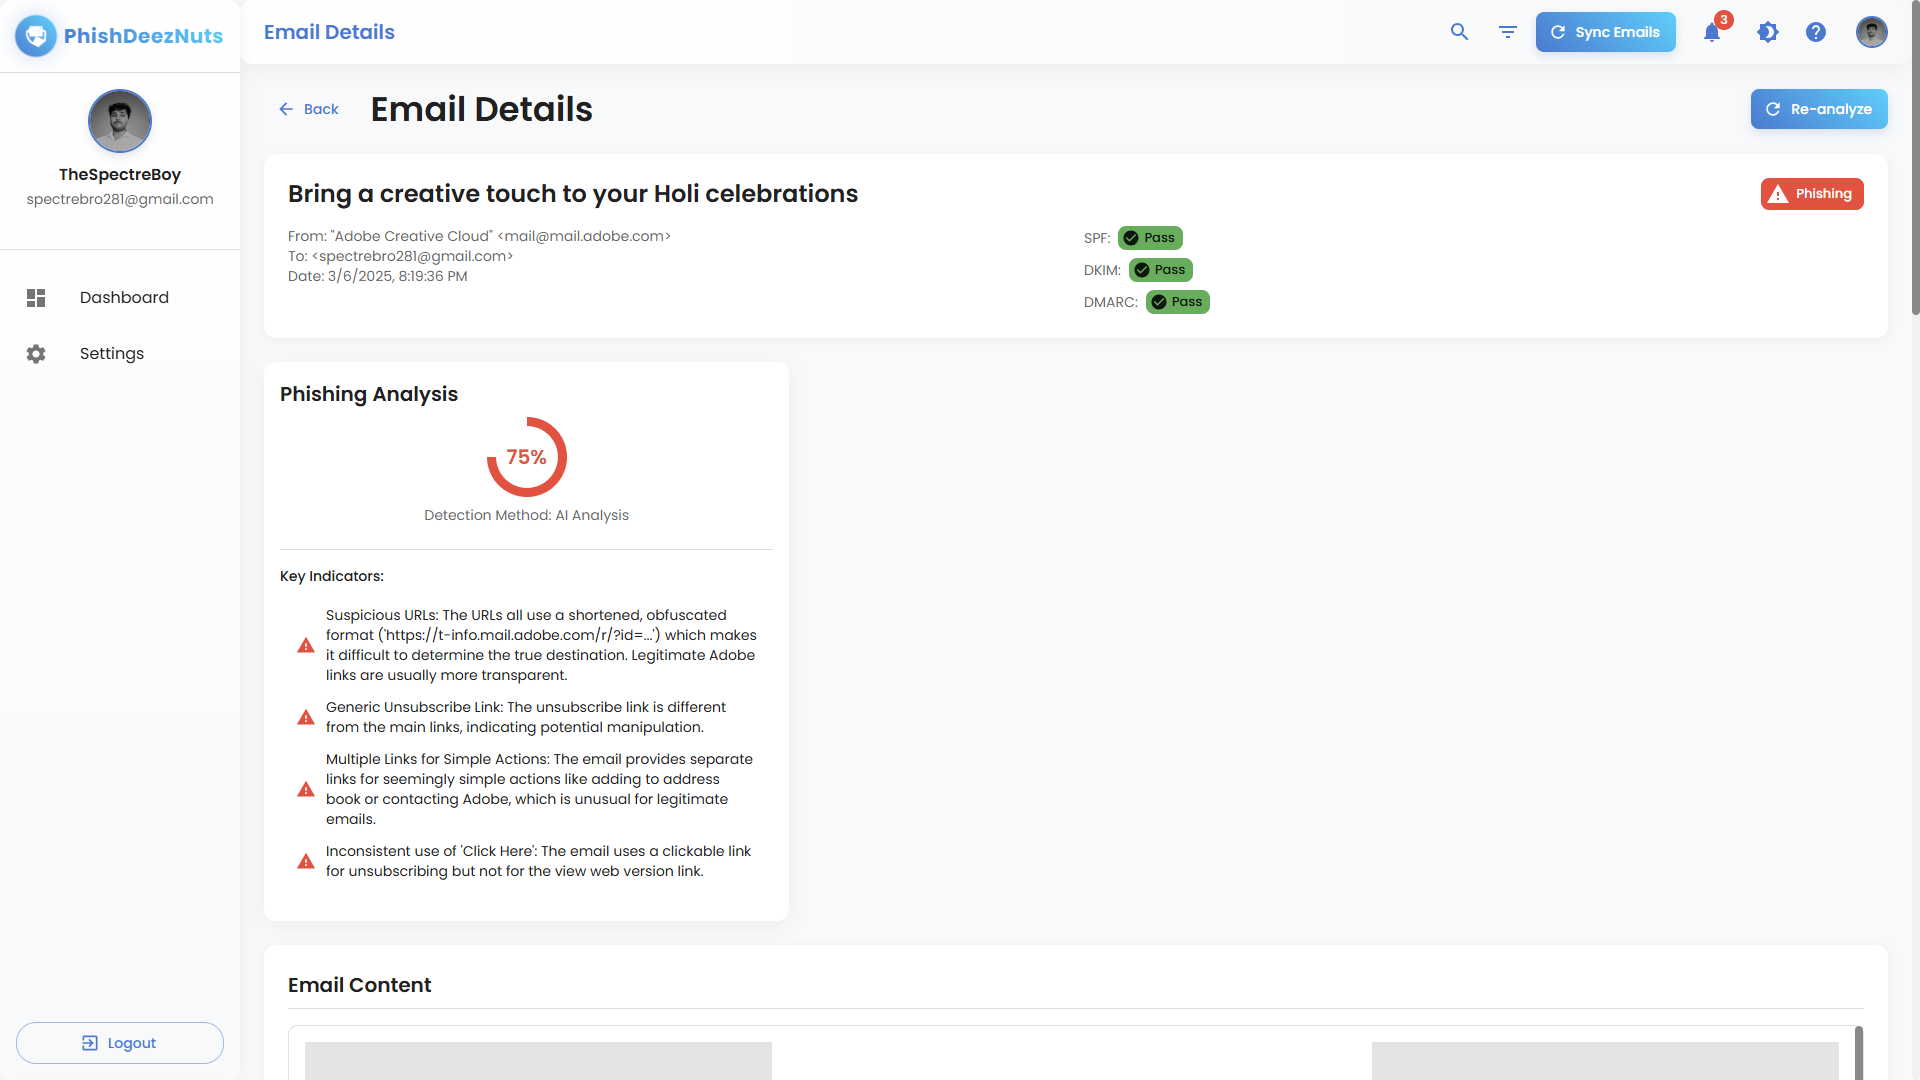 PhishDeezNuts
Email Details
Sync Emails
3
TheSpectreBoy
spectrebro281@gmail.com
Dashboard
Settings
Logout
Back
Email Details
Re-analyze
Bring a creative touch to your Holi celebrations
Phishing
From: "Adobe Creative Cloud" <mail@mail.adobe.com>
To: <spectrebro281@gmail.com>
Date: 3/6/2025, 8:19:36 PM
SPF: Pass
DKIM: Pass
DMARC: Pass
Phishing Analysis
75%
Detection Method: AI Analysis
Key Indicators:
Suspicious URLs: The URLs all use a shortened, obfuscated
format ('https://t-info.mail.adobe.com/r/?id=...') which makes
it difficult to determine the true destination. Legitimate Adobe
links are usually more transparent.
Generic Unsubscribe Link: The unsubscribe link is different
from the main links, indicating potential manipulation.
Multiple Links for Simple Actions: The email provides separate
links for seemingly simple actions like adding to address
book or contacting Adobe, which is unusual for legitimate
emails.
Inconsistent use of 'Click Here': The email uses a clickable link
for unsubscribing but not for the view web version link.
Email Content